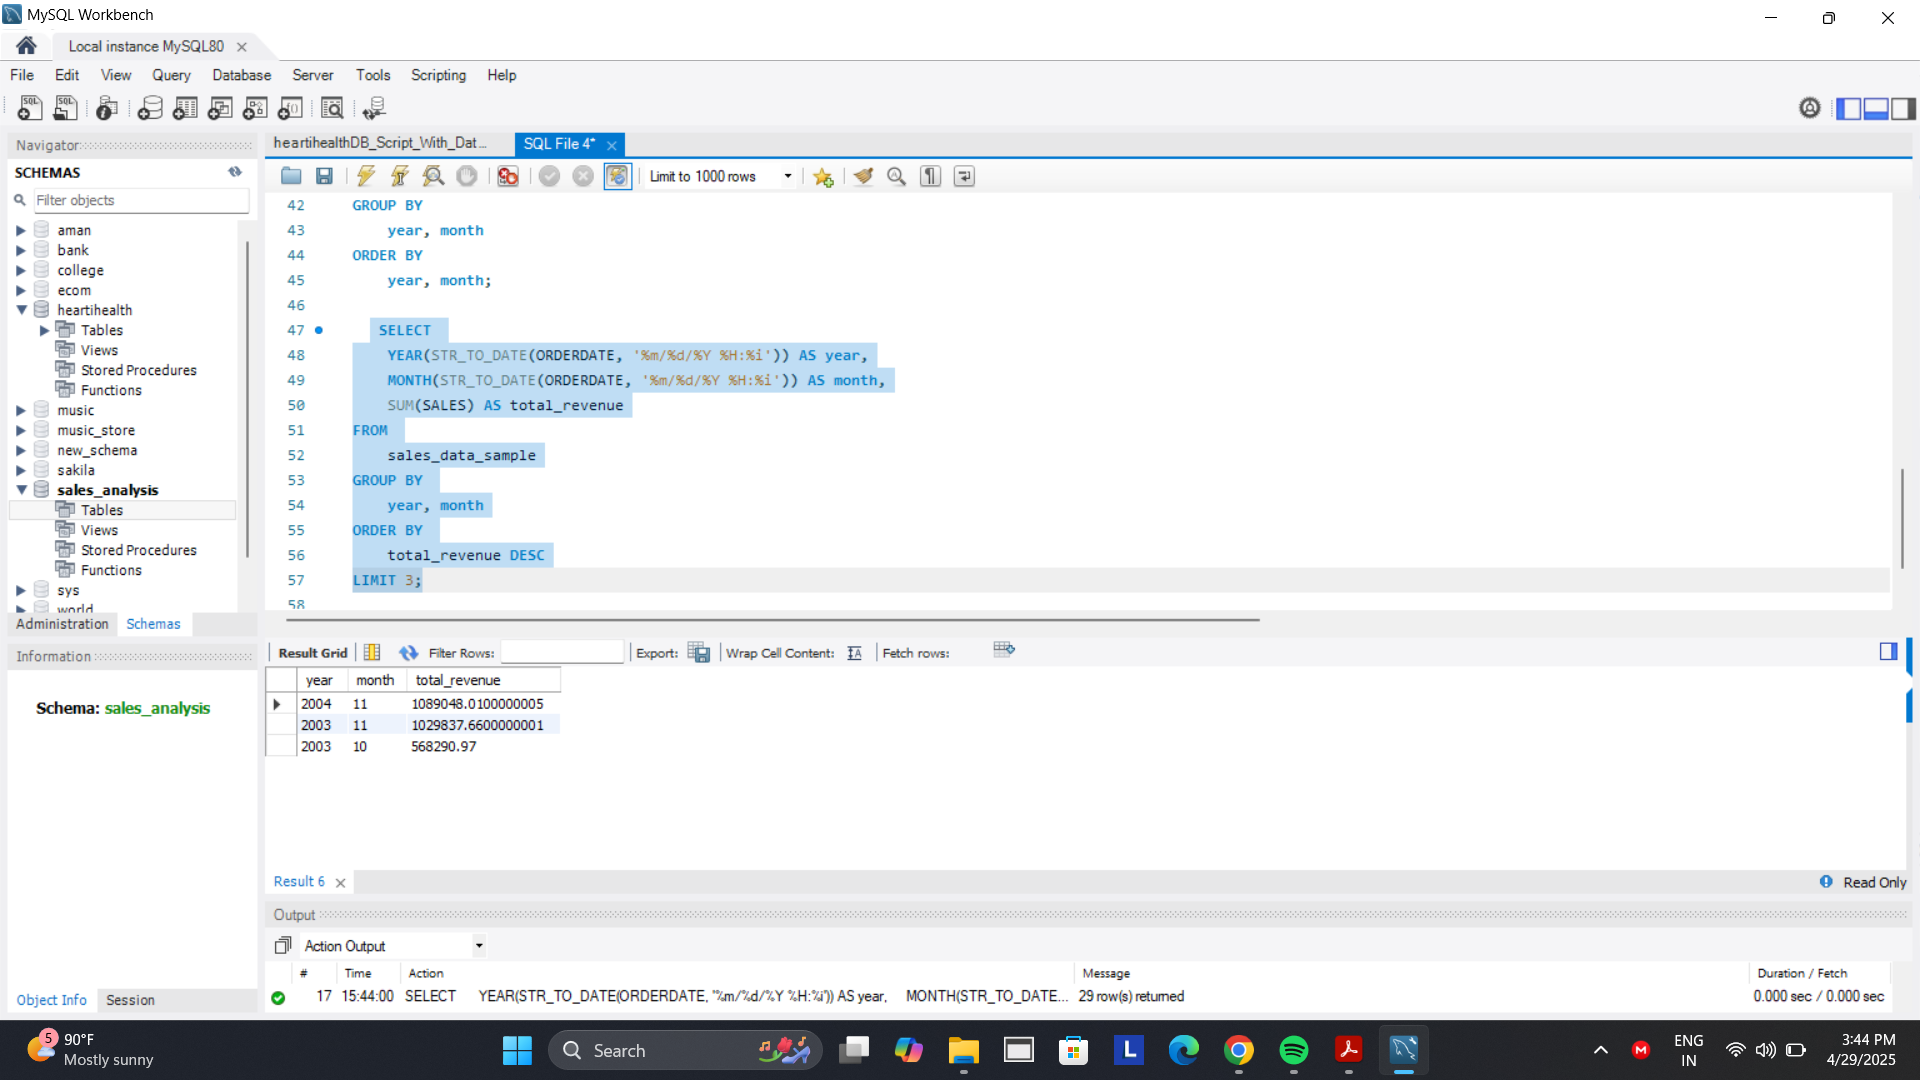 MySQL Workbench
Local instance MySQL80
File Edit View Query Database Server Tools Scripting Help
Navigator
SCHEMAS
Filter objects
aman
bank
college
ecom
heartihealth
Tables
Views
Stored Procedures
Functions
music
music_store
new_schema
sakila
sales_analysis
Tables
Views
Stored Procedures
Functions
sys
world
Administration Schemas
Information
Schema: sales_analysis
Object Info Session
heartihealthDB_Script_With_Dat... SQL File 4*
Limit to 1000 rows
42 GROUP BY
43 year, month
44 ORDER BY
45 year, month;
46
47 SELECT
48 YEAR(STR_TO_DATE(ORDERDATE, '%m/%d/%Y %H:%i')) AS year,
49 MONTH(STR_TO_DATE(ORDERDATE, '%m/%d/%Y %H:%i')) AS month,
50 SUM(SALES) AS total_revenue
51 FROM
52 sales_data_sample
53 GROUP BY
54 year, month
55 ORDER BY
56 total_revenue DESC
57 LIMIT 3;
58
Result Grid Filter Rows: Export: Wrap Cell Content: Fetch rows:
year month total_revenue
2004 11 1089048.0100000005
2003 11 1029837.6600000001
2003 10 568290.97
Result 6 Read Only
Output
Action Output
# Time Action Message Duration / Fetch
17 15:44:00 SELECT YEAR(STR_TO_DATE(ORDERDATE, '%m/%d/%Y %H:%i')) AS year, MONTH(STR_TO_DATE... 29 row(s) returned 0.000 sec / 0.000 sec
5
90°F
Mostly sunny
Search
L
M
ENG
IN
3:44 PM
4/29/2025